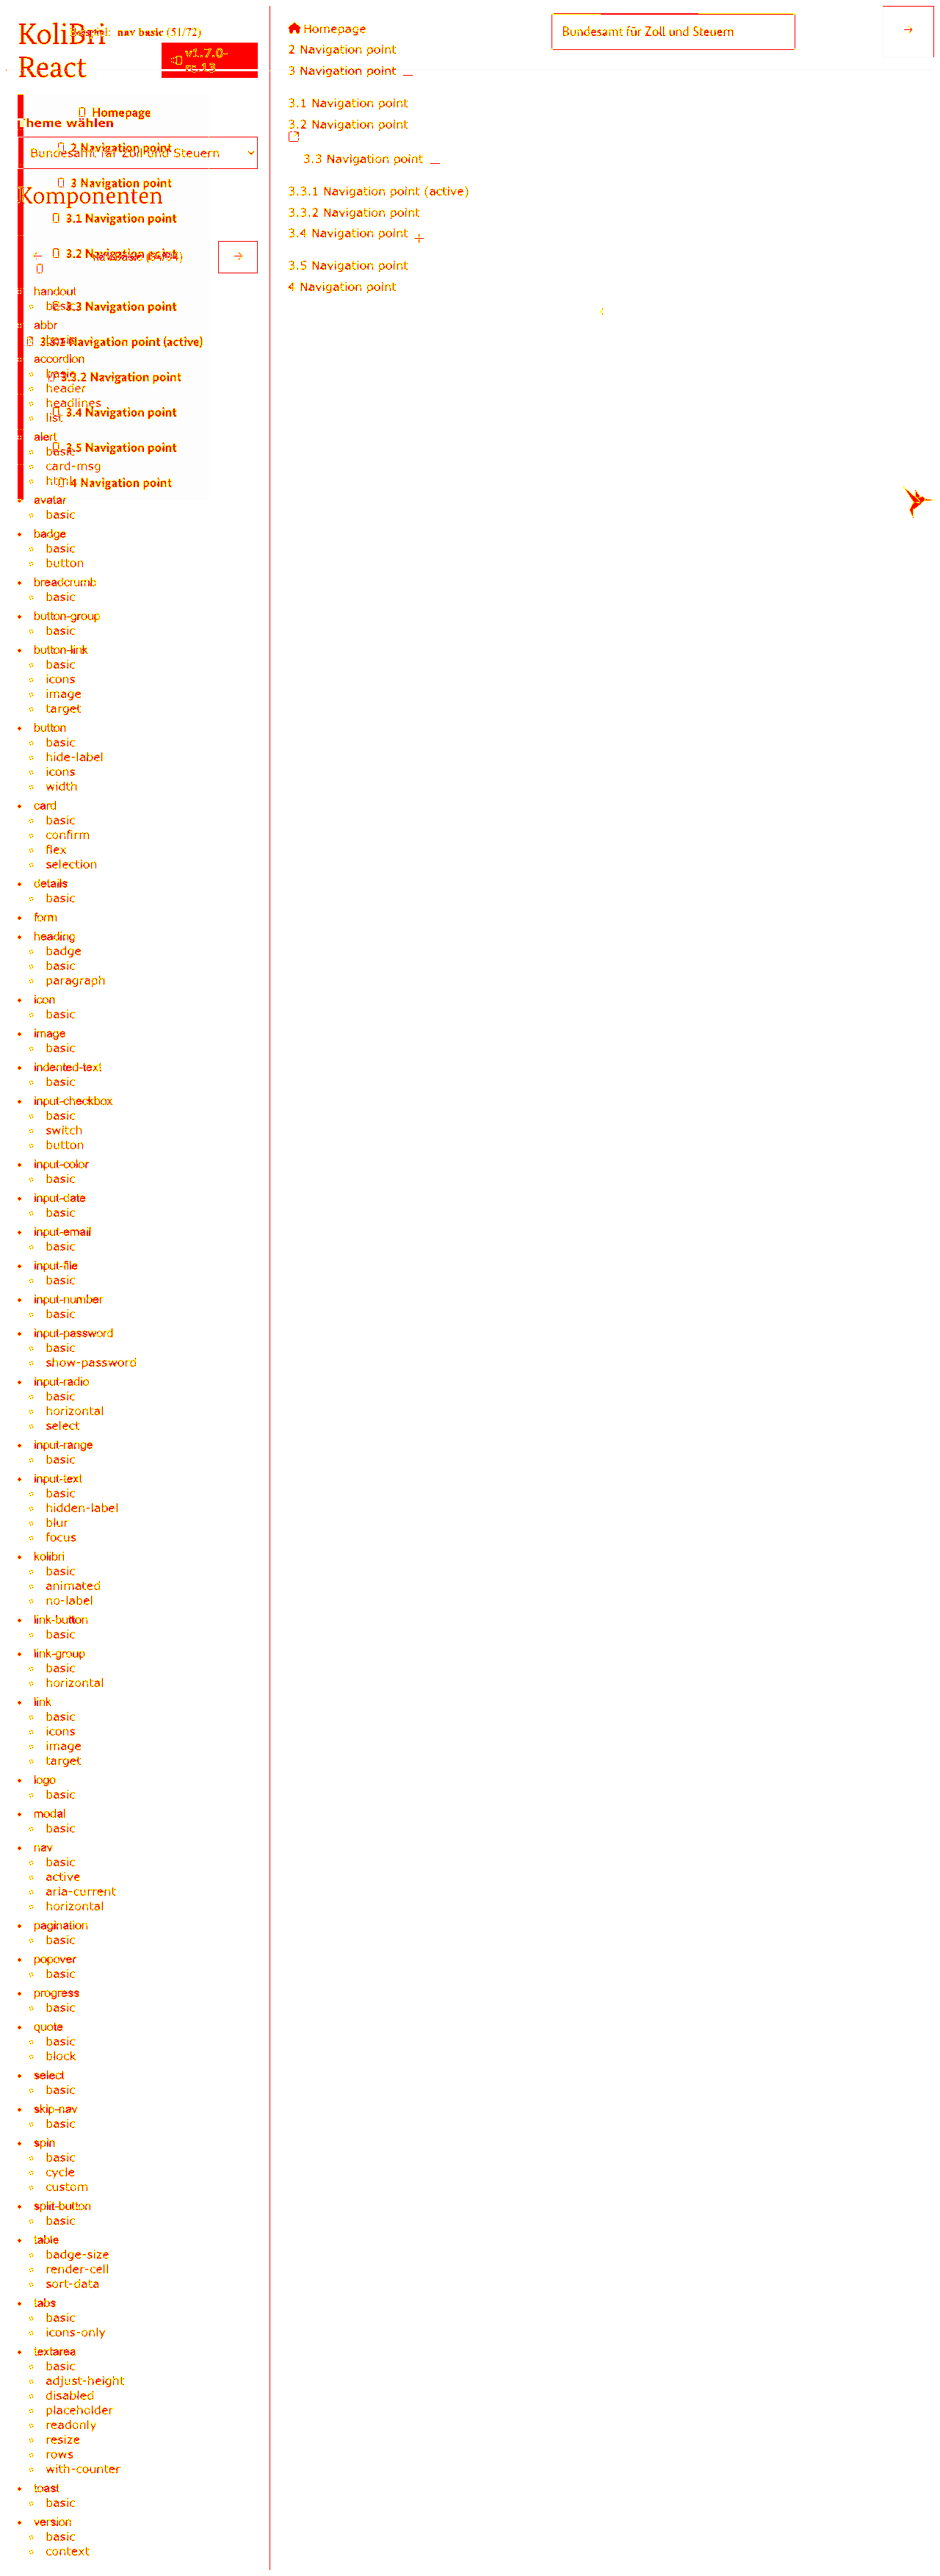 KoliBri
React
Beispiel: nav basic (51/72)
v1.7.0-
rc.13
Homepage
Theme wählen
2 Navigation point
Bundesamt für Zoll und Steuern
3 Navigation point
Komponenten
3.1 Navigation point
3.2 Navigation point
handout
basic
3.3 Navigation point
abbr
basic
3.3.1 Navigation point (active)
accordion
basic
3.3.2 Navigation point
header
headlines
3.4 Navigation point
list
alert
basic
3.5 Navigation point
card-msg
html
4 Navigation point
avatar
basic
badge
basic
button
breadcrumb
basic
button-group
basic
button-link
basic
icons
image
target
button
basic
hide-label
icons
width
card
basic
confirm
flex
selection
details
basic
form
heading
badge
basic
paragraph
icon
basic
image
basic
indented-text
basic
input-checkbox
basic
switch
button
input-color
basic
input-date
basic
input-email
basic
input-file
basic
input-number
basic
input-password
basic
show-password
input-radio
basic
horizontal
select
input-range
basic
input-text
basic
hidden-label
blur
focus
kolibri
basic
animated
no-label
link-button
basic
link-group
basic
horizontal
link
basic
icons
image
target
logo
basic
modal
basic
nav
basic
active
aria-current
horizontal
pagination
basic
popover
basic
progress
basic
quote
basic
block
select
basic
skip-nav
basic
spin
basic
cycle
custom
split-button
basic
table
badge-size
render-cell
sort-data
tabs
basic
icons-only
textarea
basic
adjust-height
disabled
placeholder
readonly
resize
rows
with-counter
toast
basic
version
basic
context
Homepage
2 Navigation point
3 Navigation point
3.1 Navigation point
3.2 Navigation point
3.3 Navigation point
3.3.1 Navigation point (active)
3.3.2 Navigation point
3.4 Navigation point
3.5 Navigation point
4 Navigation point
Bundesamt für Zoll und Steuern